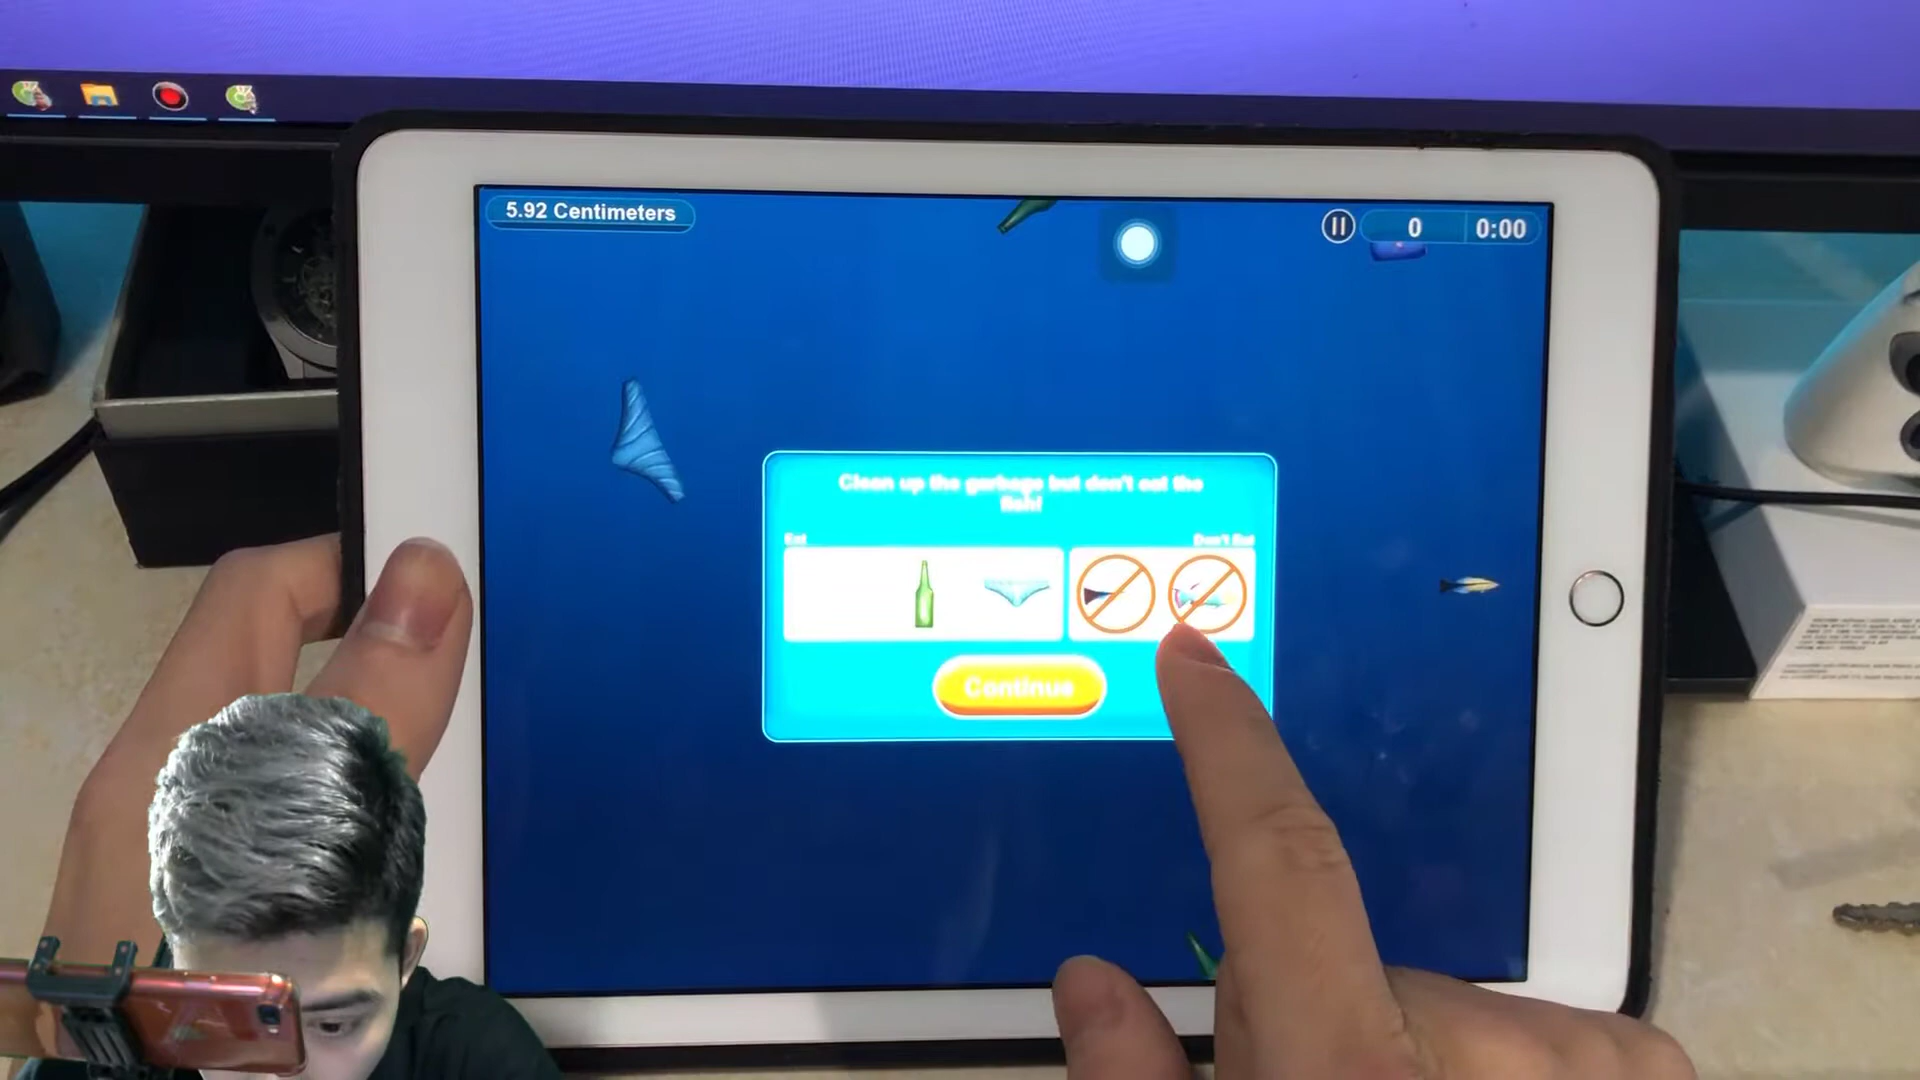 5.92 Centimeters
0
0:00
Clean up the garbage but don't eat the
fish!
Eat
Don't Eat
Continue